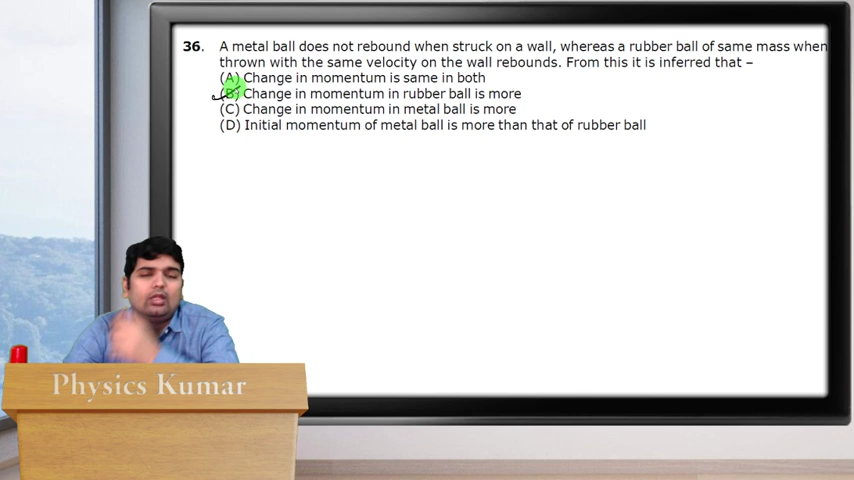 36. A metal ball does not rebound when struck on a wall, whereas a rubber ball of same mass when
thrown with the same velocity on the wall rebounds. From this it is inferred that –
(A) Change in momentum is same in both
(B) Change in momentum in rubber ball is more
(C) Change in momentum in metal ball is more
(D) Initial momentum of metal ball is more than that of rubber ball
Physics Kumar